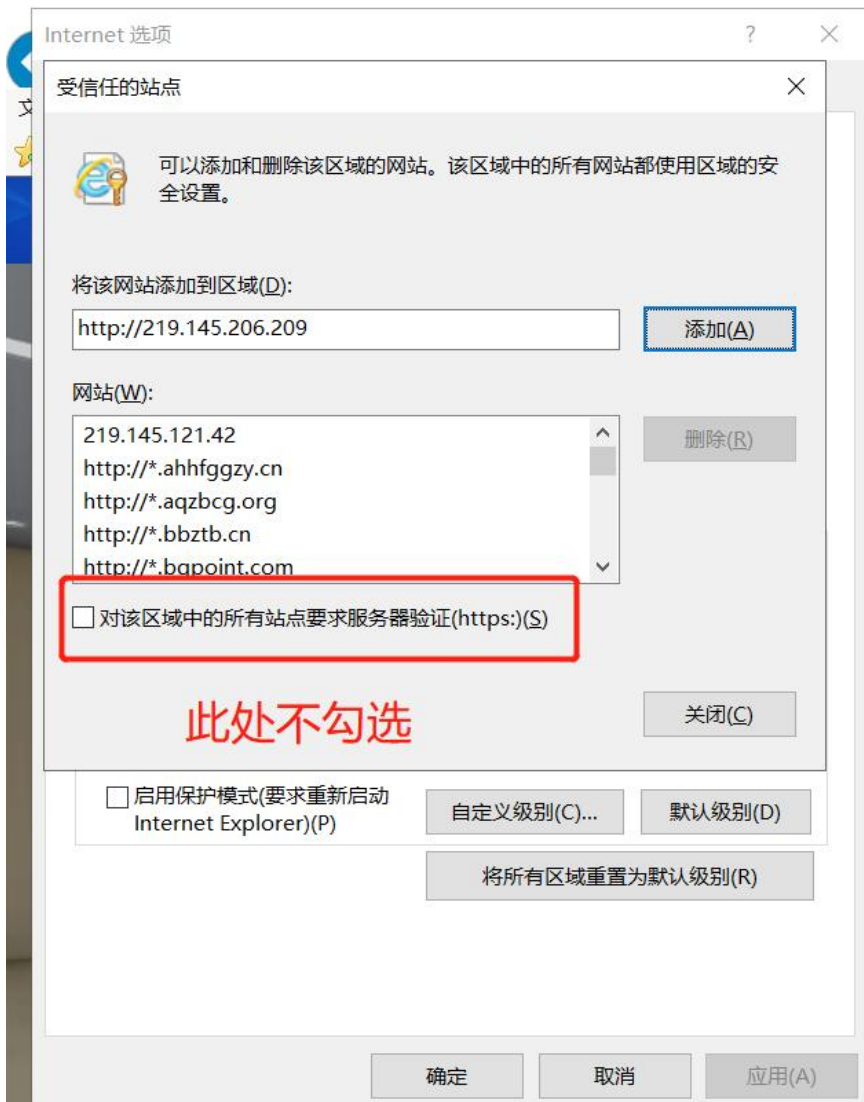 Internet 选项
受信任的站点
文
可以添加和删除该区域的网站。该区域中的所有网站都使用区域的安
全设置。
将该网站添加到区域(D):
http://219.145.206.209
添加(A)
网站(W):
219.145.121.42
删除(R)
http://*.ahhfggzy.cn
http://*.aqzbcg.org
http://*.bbztb.cn
http://*.bqpoint.com
对该区域中的所有站点要求服务器验证(https:)(S)
此处不勾选
关闭(C)
启用保护模式(要求重新启动
Internet Explorer)(P)
自定义级别(C)...
默认级别(D)
将所有区域重置为默认级别(R)
确定
取消
应用(A)